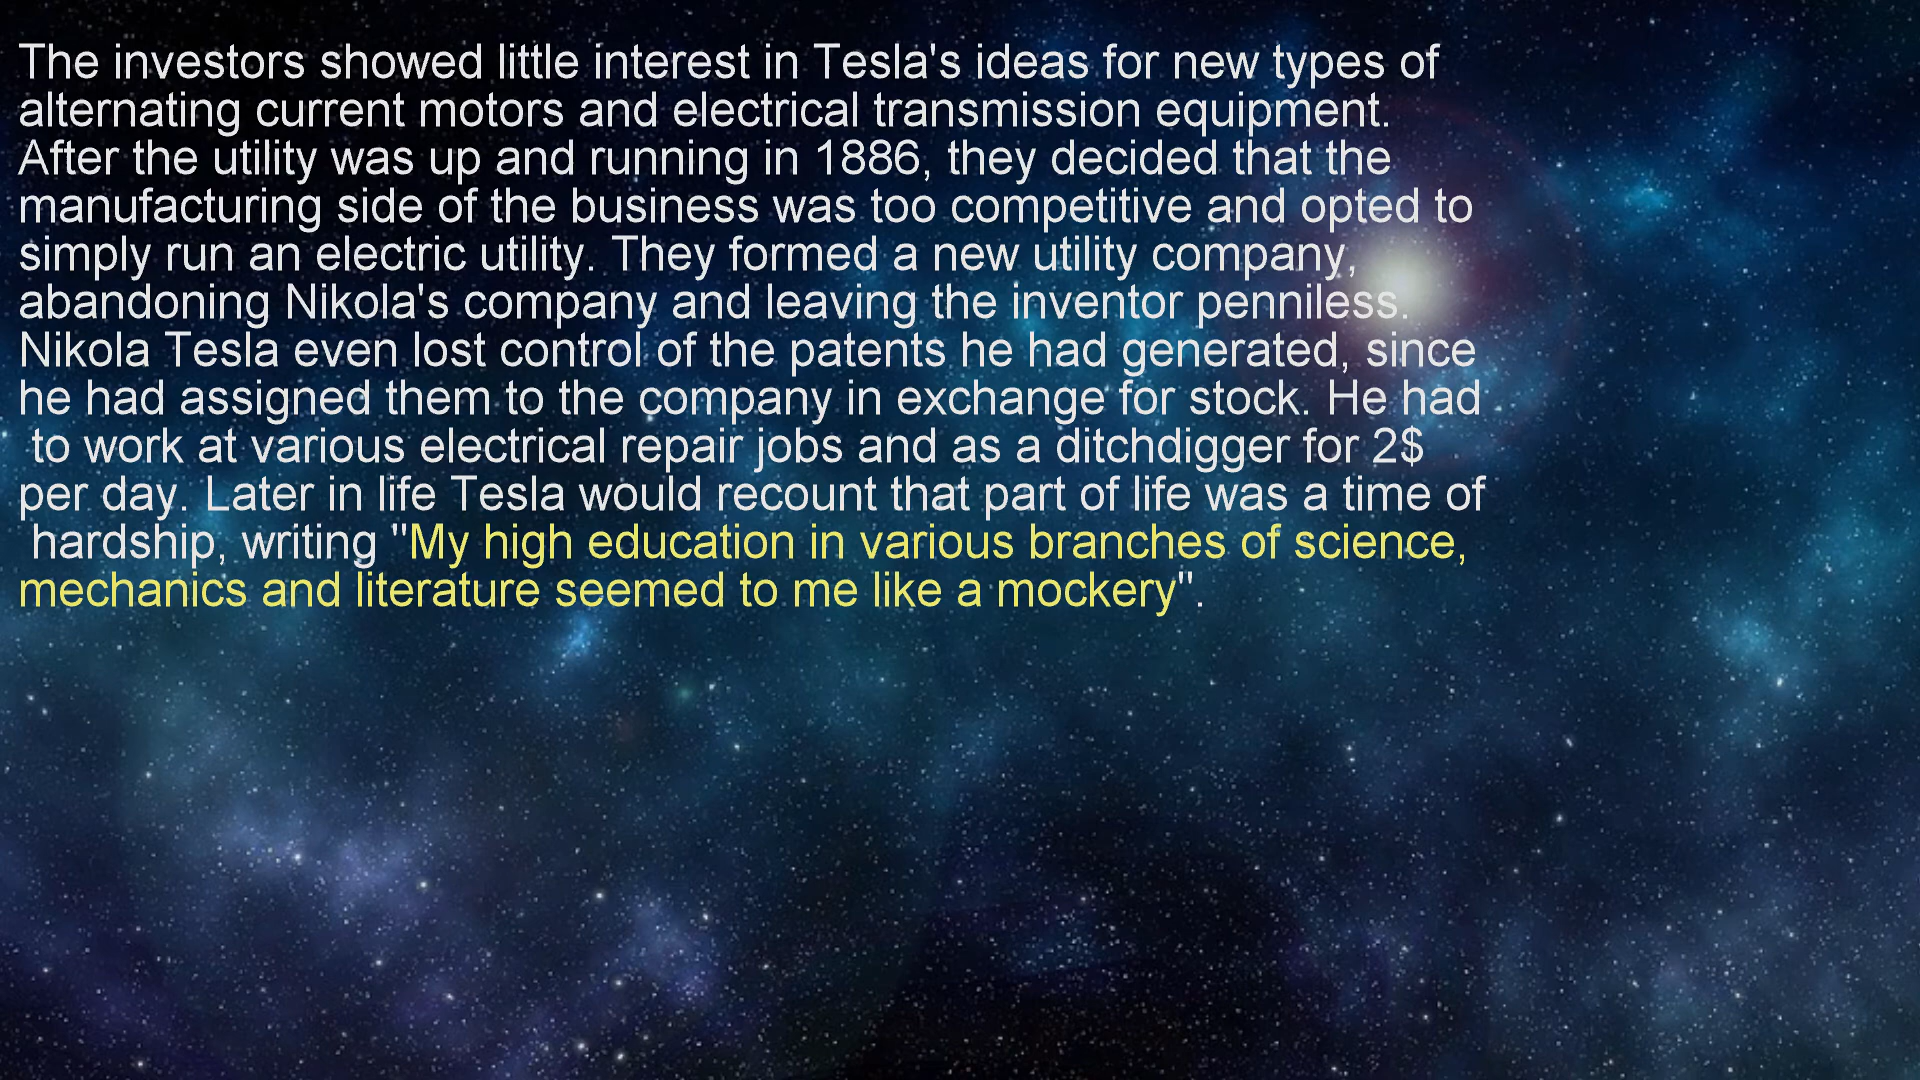 The investors showed little interest in Tesla's ideas for new types of
alternating current motors and electrical transmission equipment.
After the utility was up and running in 1886, they decided that the
manufacturing side of the business was too competitive and opted to
simply run an electric utility. They formed a new utility company,
abandoning Nikola's company and leaving the inventor penniless.
Nikola Tesla even lost control of the patents he had generated, since
he had assigned them to the company in exchange for stock. He had
to work at various electrical repair jobs and as a ditchdigger for 2$
per day. Later in life Tesla would recount that part of life was a time of
hardship, writing "My high education in various branches of science,
mechanics and literature seemed to me like a mockery".